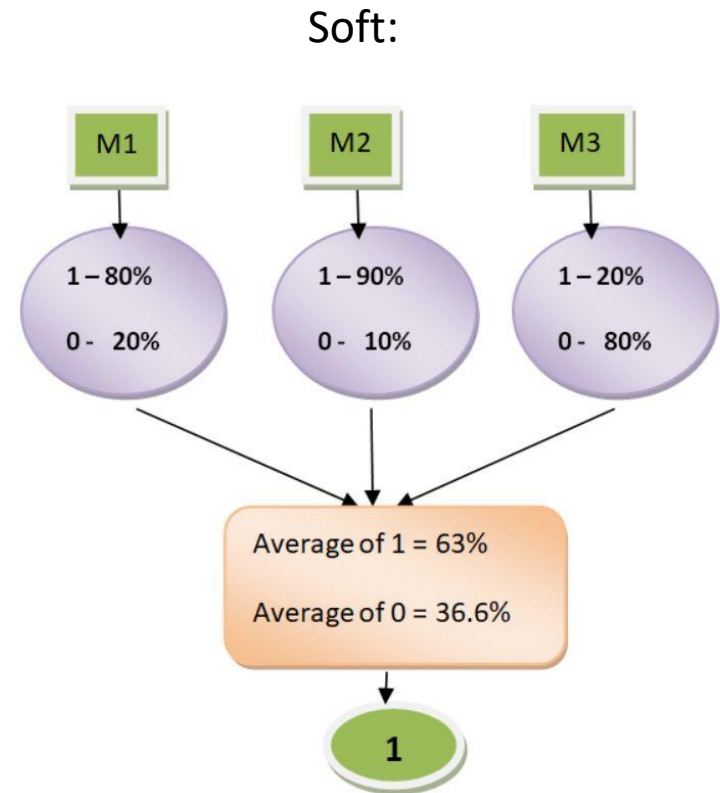 Soft:
M1
M2
M3
1 – 80%
0 - 20%
1 – 90%
0 - 10%
1 – 20%
0 - 80%
Average of 1 = 63%
Average of 0 = 36.6%
1